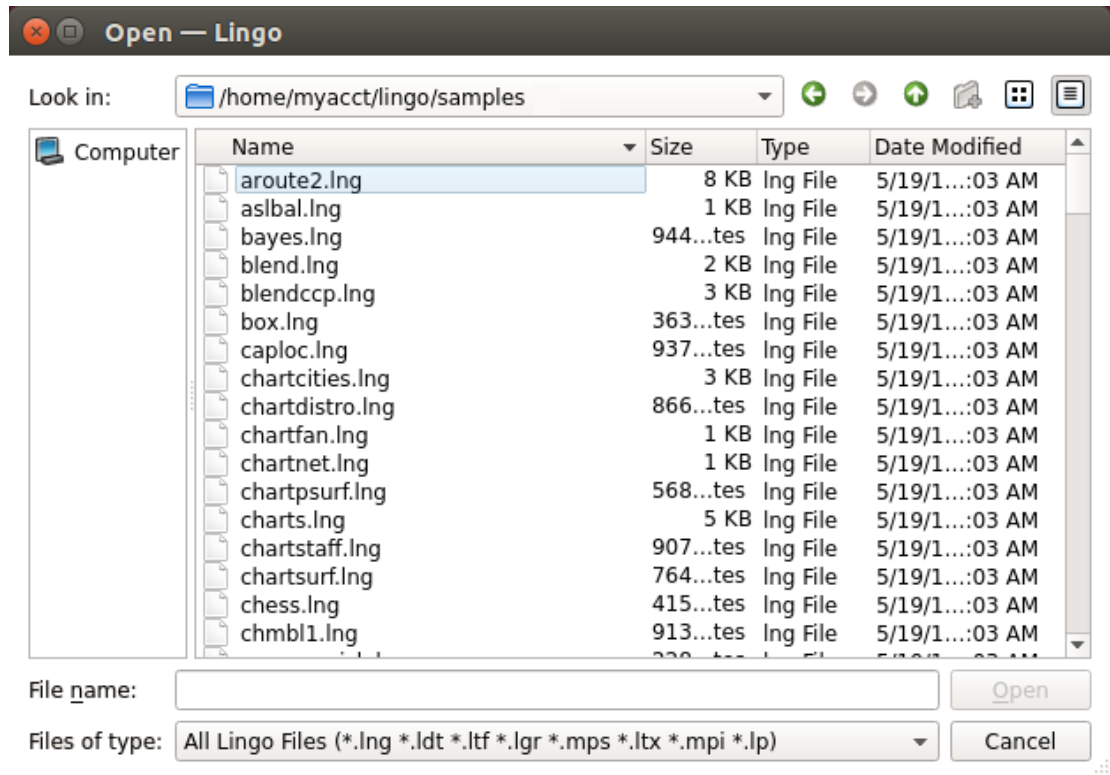 Open — Lingo
Look in: /home/myacct/lingo/samples
Computer
Name Size Type Date Modified
aroute2.lng 8 KB lng File 5/19/1...:03 AM
aslbal.lng 1 KB lng File 5/19/1...:03 AM
bayes.lng 944...tes lng File 5/19/1...:03 AM
blend.lng 2 KB lng File 5/19/1...:03 AM
blendccp.lng 3 KB lng File 5/19/1...:03 AM
box.lng 363...tes lng File 5/19/1...:03 AM
caploc.lng 937...tes lng File 5/19/1...:03 AM
chartcities.lng 3 KB lng File 5/19/1...:03 AM
chartdistro.lng 866...tes lng File 5/19/1...:03 AM
chartfan.lng 1 KB lng File 5/19/1...:03 AM
chartnet.lng 1 KB lng File 5/19/1...:03 AM
chartpsurf.lng 568...tes lng File 5/19/1...:03 AM
charts.lng 5 KB lng File 5/19/1...:03 AM
chartstaff.lng 907...tes lng File 5/19/1...:03 AM
chartsurf.lng 764...tes lng File 5/19/1...:03 AM
chess.lng 415...tes lng File 5/19/1...:03 AM
chmbl1.lng 913...tes lng File 5/19/1...:03 AM
File name: Open
Files of type: All Lingo Files (*.lng *.ldt *.ltf *.lgr *.mps *.ltx *.mpi *.lp) Cancel